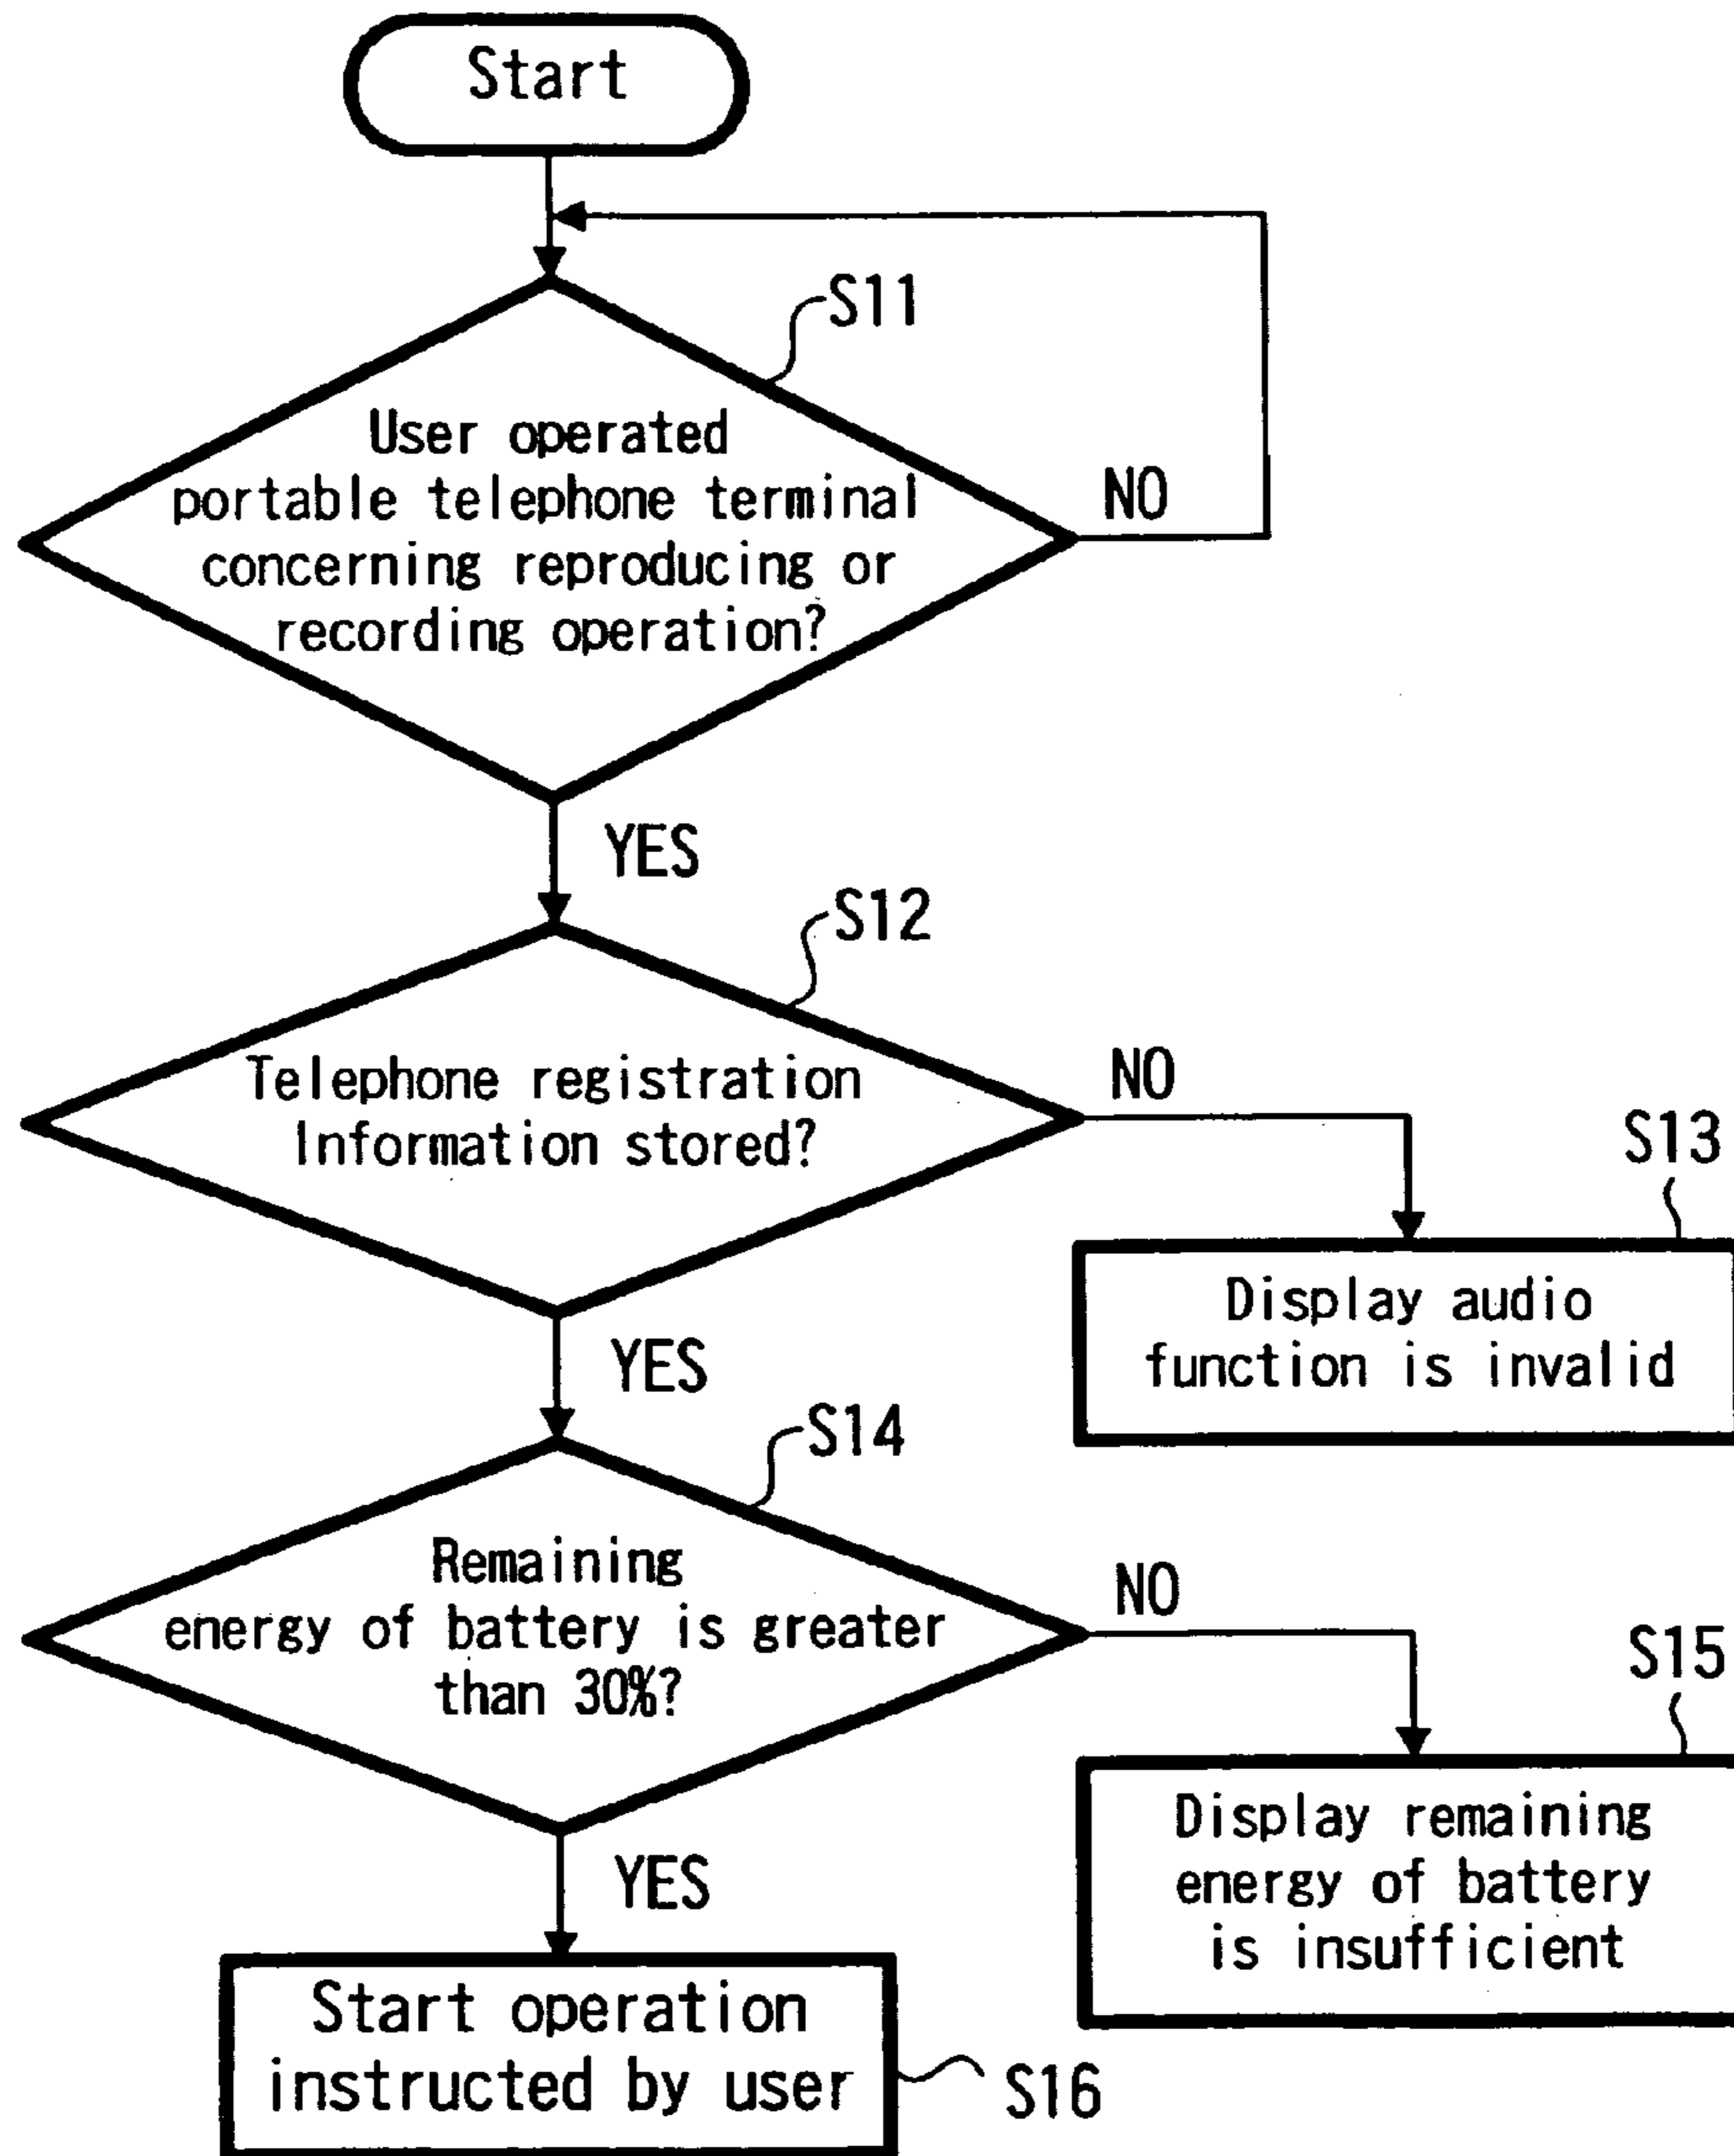 Start
S11
User operated
portable telephone terminal
concerning reproducing or
recording operation?
NO
YES
S12
Telephone registration
Information stored?
NO
S13
Display audio
function is invalid
YES
S14
Remaining
energy of battery is greater
than 30%?
NO
S15
Display remaining
energy of battery
is insufficient
YES
Start operation
instructed by user
S16